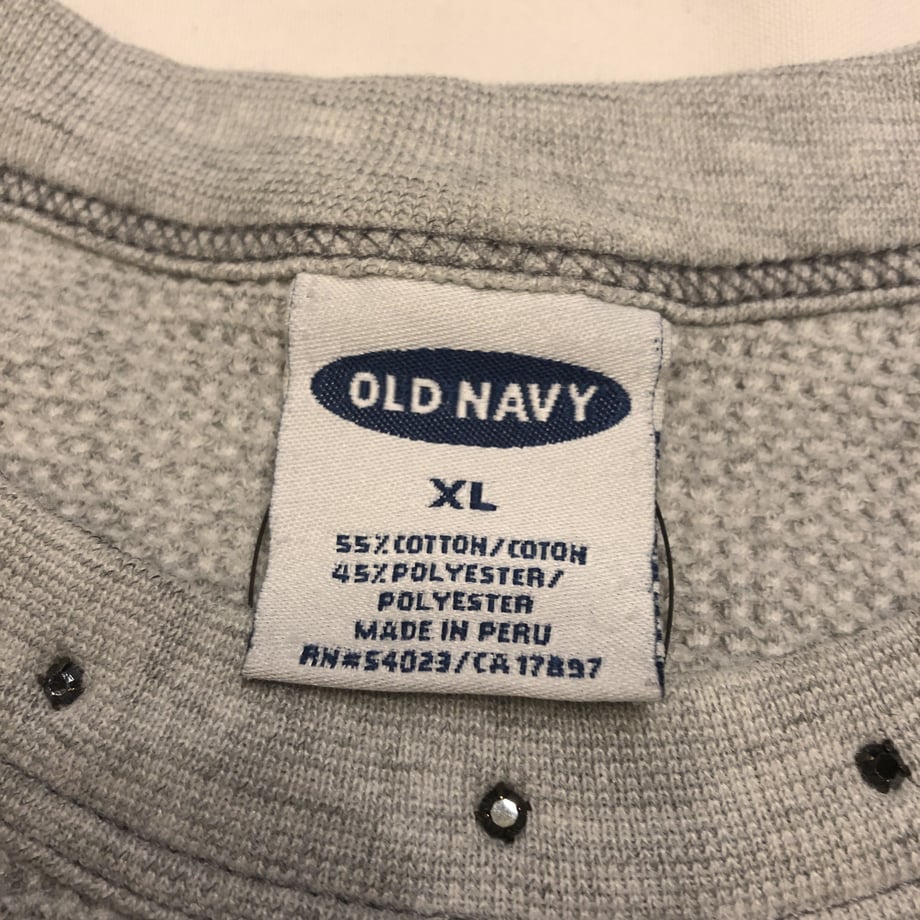 OLD NAVY
XL
55% COTTON/COTON
45% POLYESTER/
POLYESTER
MADE IN PERU
RN#54023/CA 17897